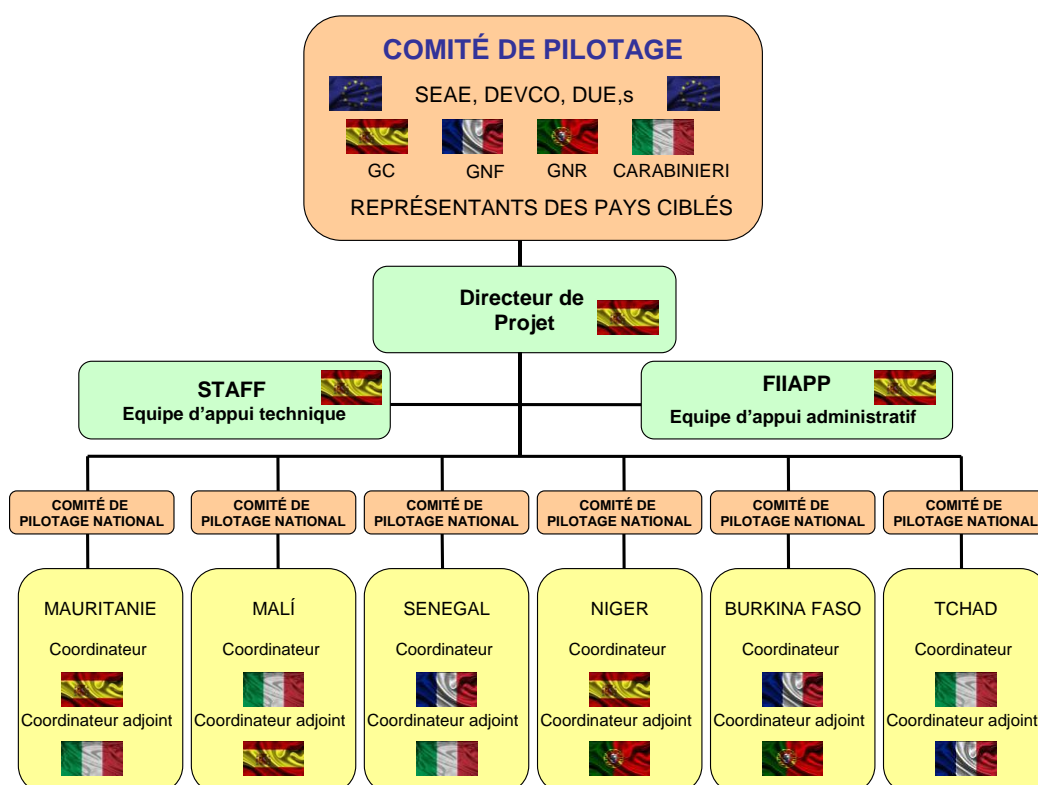 COMITÉ DE PILOTAGE
SEAE, DEVCO, DUE,s
GC GNF GNR CARABINIERI
REPRÉSENTANTS DES PAYS CIBLÉS
Directeur de
Projet
STAFF
Equipe d'appui technique
FIIAPP
Equipe d'appui administratif
COMITÉ DE
PILOTAGE NATIONAL
COMITÉ DE
PILOTAGE NATIONAL
COMITÉ DE
PILOTAGE NATIONAL
COMITÉ DE
PILOTAGE NATIONAL
COMITÉ DE
PILOTAGE NATIONAL
COMITÉ DE
PILOTAGE NATIONAL
MAURITANIE
Coordinateur
Coordinateur adjoint
MALÍ
Coordinateur
Coordinateur adjoint
SENEGAL
Coordinateur
Coordinateur adjoint
NIGER
Coordinateur
Coordinateur adjoint
BURKINA FASO
Coordinateur
Coordinateur adjoint
TCHAD
Coordinateur
Coordinateur adjoint